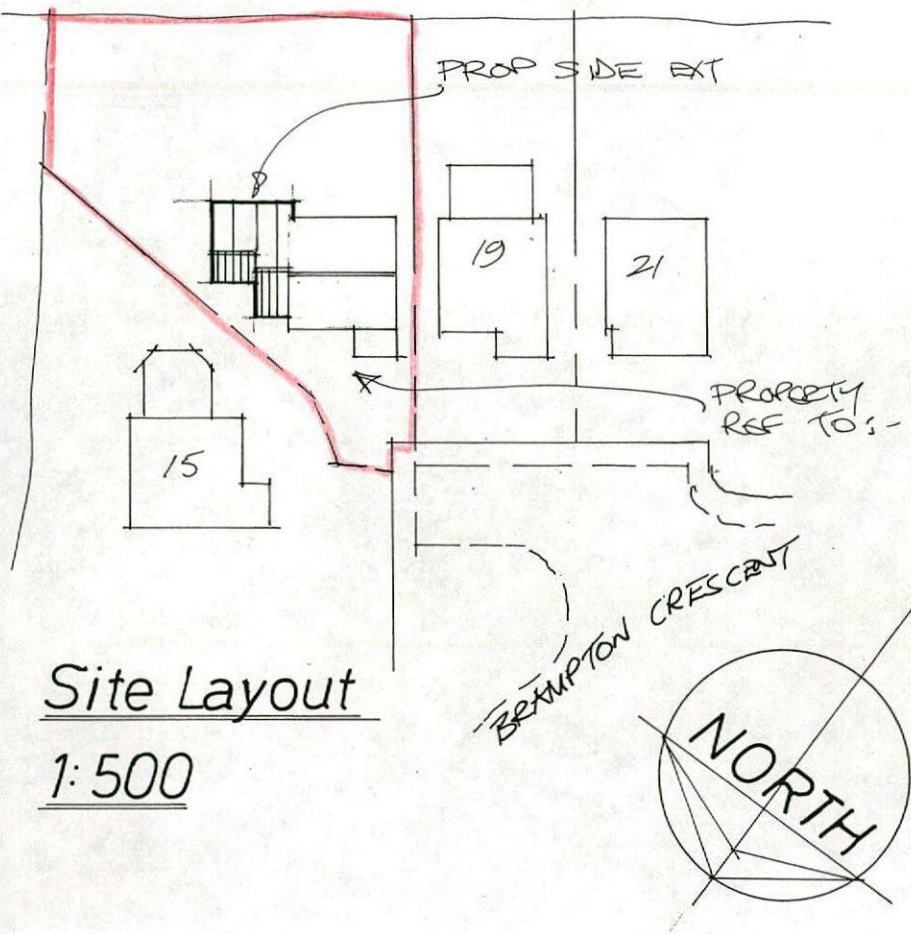 PROP SIDE EXT
19
21
PROPERTY
REF TO:-
15
BRAMPTON CRESCENT
Site Layout
1:500
NORTH